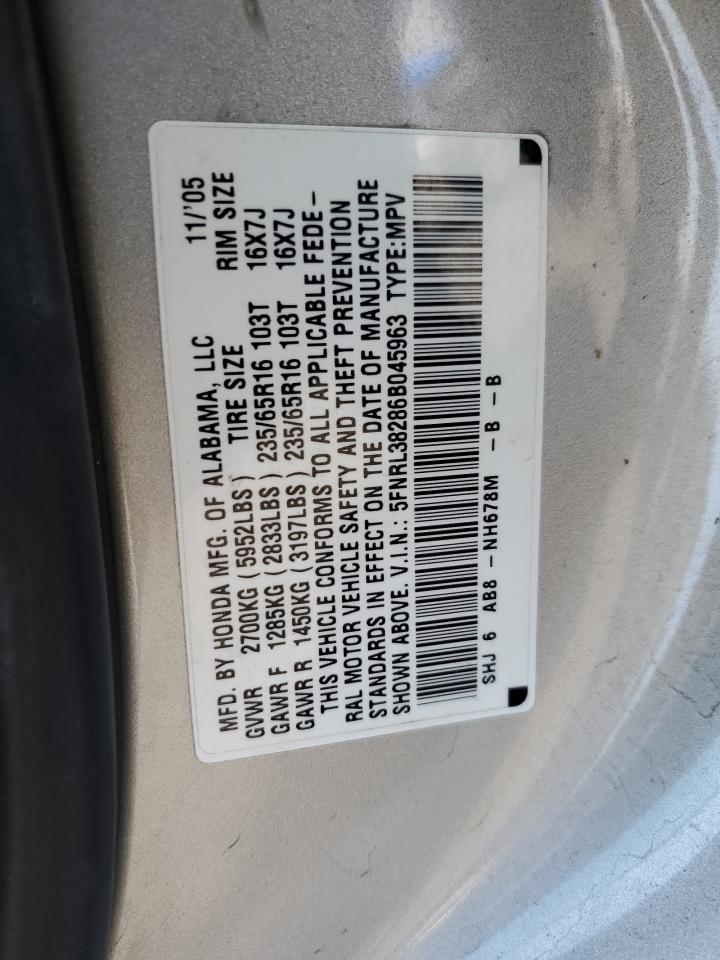 MFD. BY HONDA MFG. OF ALABAMA, LLC 11/'05
GVWR 2700KG (5952LBS) TIRE SIZE RIM SIZE
GAWR F 1285KG (2833LBS) 235/65R16 103T 16X7J
GAWR R 1450KG (3197LBS) 235/65R16 103T 16X7J
THIS VEHICLE CONFORMS TO ALL APPLICABLE FEDE-
RAL MOTOR VEHICLE SAFETY AND THEFT PREVENTION
STANDARDS IN EFFECT ON THE DATE OF MANUFACTURE
SHOWN ABOVE. V.I.N.: 5FNRL38286B045963 TYPE:MPV
SHJ 6 AB8 - NH678M - B - B